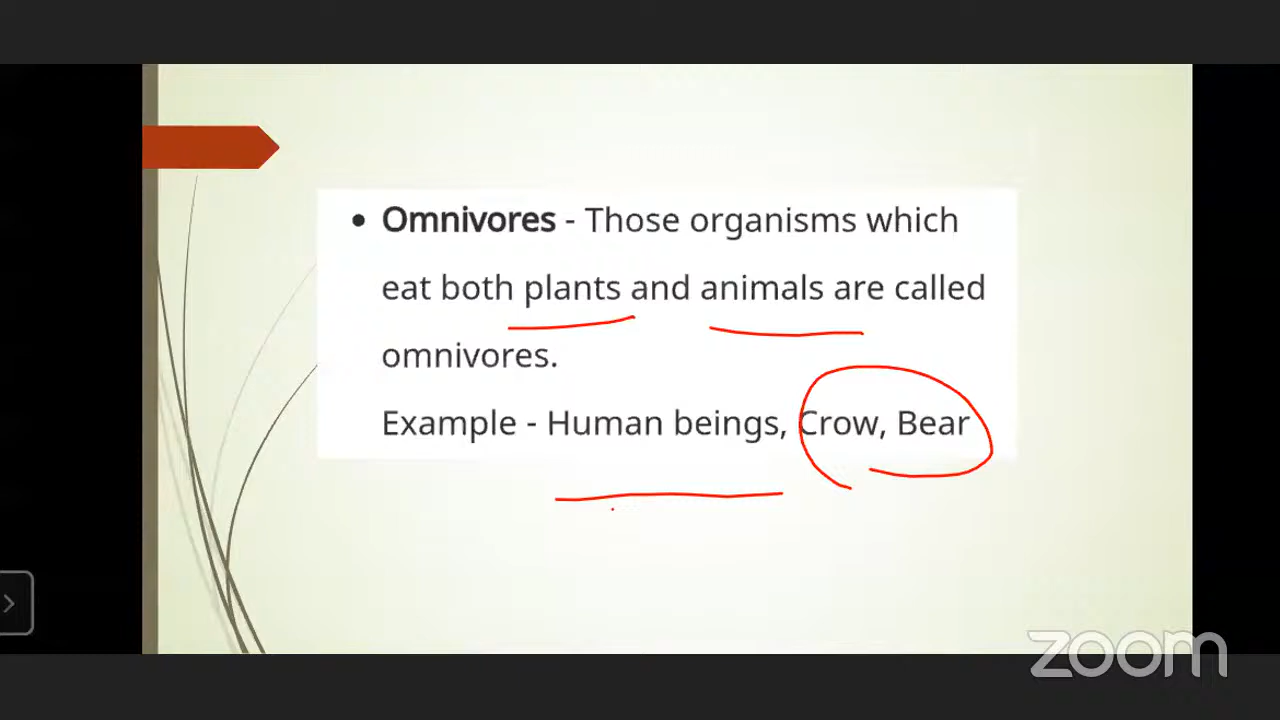 • Omnivores - Those organisms which
eat both plants and animals are called
omnivores.
Example - Human beings, Crow, Bear
zoom